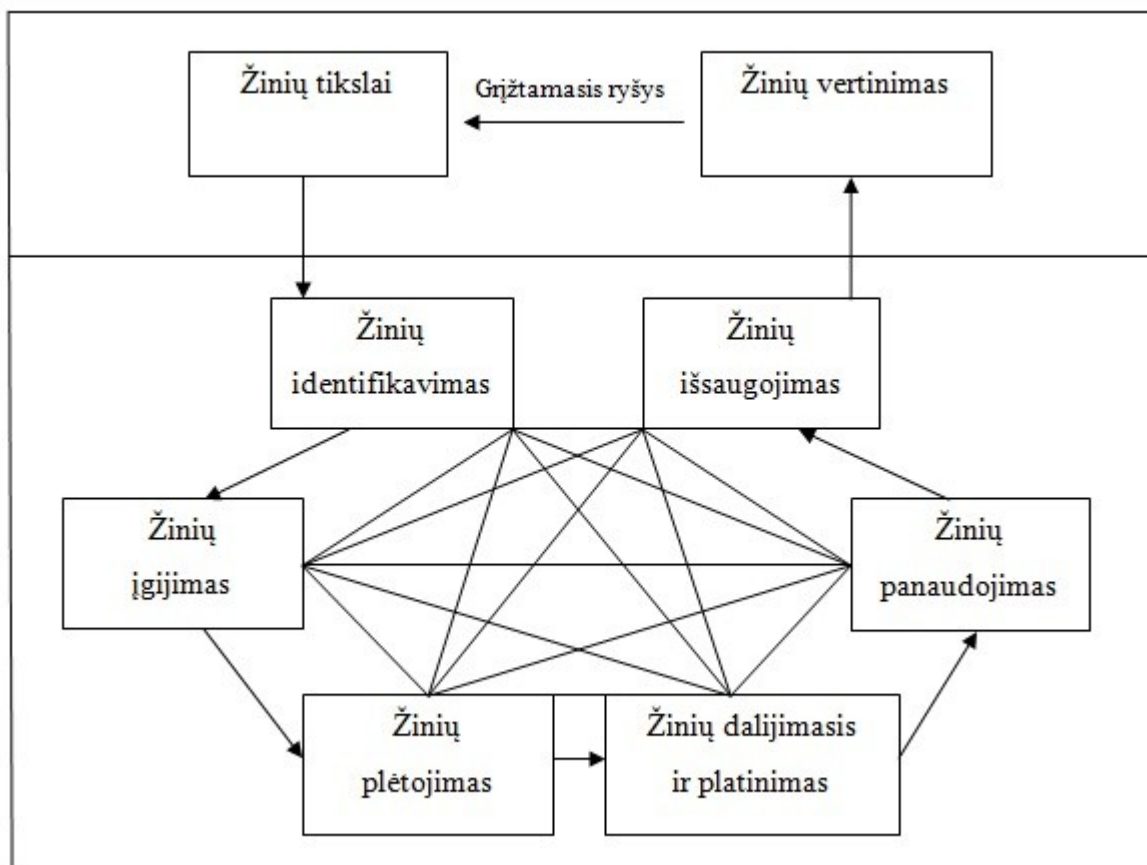 Žinių tikslai
Grįžtamasis ryšys
Žinių vertinimas
Žinių
identifikavimas
Žinių
išsaugojimas
Žinių
įgijimas
Žinių
panaudojimas
Žinių
plėtojimas
Žinių dalijimasis
ir platinimas